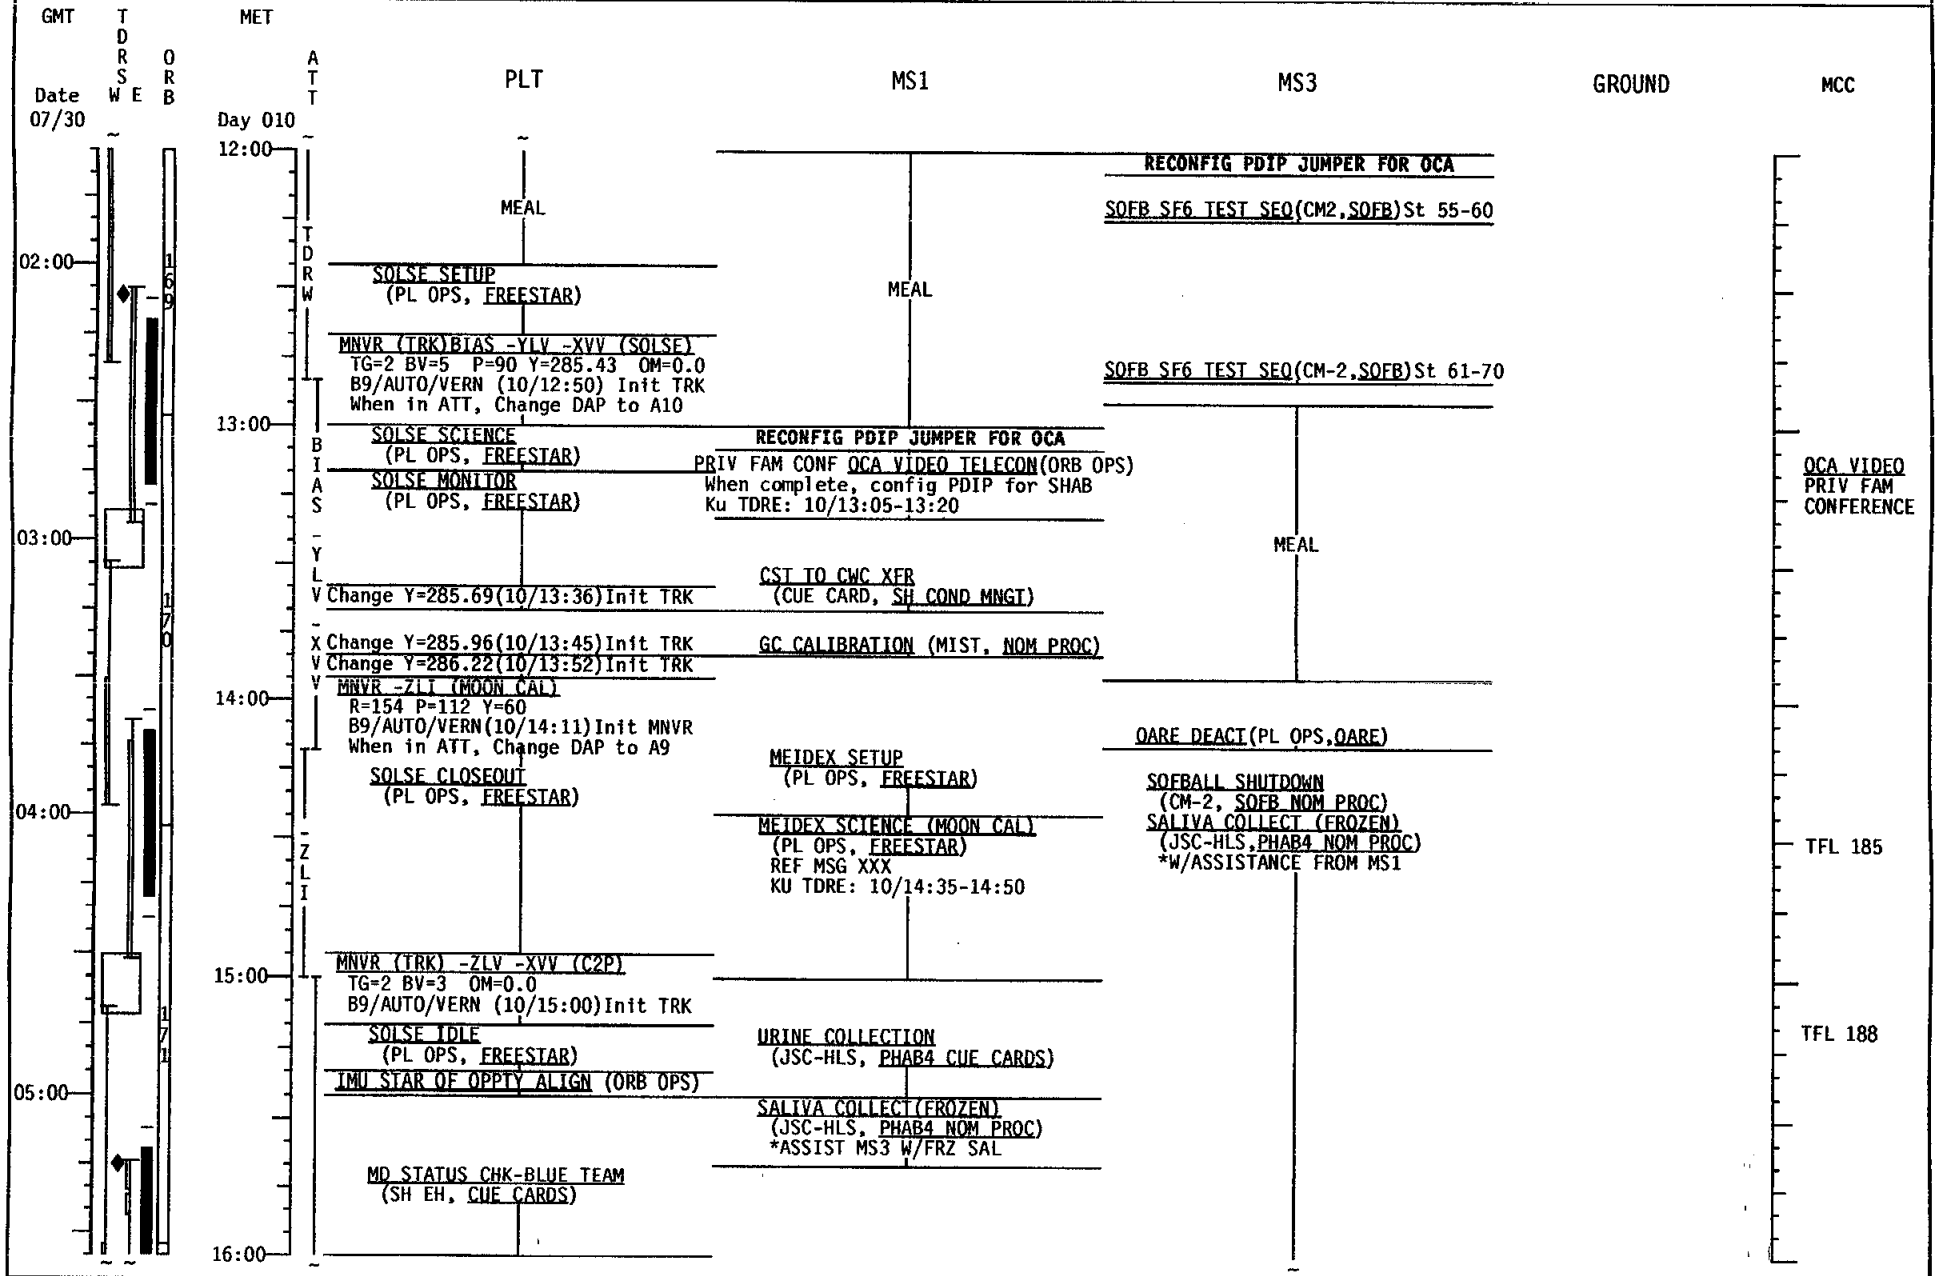 GMT
TDRS
W E
ORB
MET
ATT
PLT
MS1
MS3
GROUND
MCC
Date
07/30
Day 010
12:00
13:00
14:00
15:00
16:00
02:00
03:00
04:00
05:00
169
170
171
TDRW
BIAS -YLV -XVV
-ZLI
MEAL
SOLSE SETUP
(PL OPS, FREESTAR)
MNVR (TRK)BIAS -YLV -XVV (SOLSE)
TG=2 BV=5 P=90 Y=285.43 OM=0.0
B9/AUTO/VERN (10/12:50) Init TRK
When in ATT, Change DAP to A10
SOLSE SCIENCE
(PL OPS, FREESTAR)
SOLSE MONITOR
(PL OPS, FREESTAR)
Change Y=285.69(10/13:36)Init TRK
Change Y=285.96(10/13:45)Init TRK
Change Y=286.22(10/13:52)Init TRK
MNVR -ZLI (MOON CAL)
R=154 P=112 Y=60
B9/AUTO/VERN(10/14:11)Init MNVR
When in ATT, Change DAP to A9
SOLSE CLOSEOUT
(PL OPS, FREESTAR)
MNVR (TRK) -ZLV -XVV (C2P)
TG=2 BV=3 OM=0.0
B9/AUTO/VERN (10/15:00)Init TRK
SOLSE IDLE
(PL OPS, FREESTAR)
IMU STAR OF OPPTY ALIGN (ORB OPS)
MD STATUS CHK-BLUE TEAM
(SH EH, CUE CARDS)
MEAL
RECONFIG PDIP JUMPER FOR OCA
PRIV FAM CONF OCA VIDEO TELECON(ORB OPS)
When complete, config PDIP for SHAB
Ku TDRE: 10/13:05-13:20
CST TO CWC XFR
(CUE CARD, SH COND MNGT)
GC CALIBRATION (MIST, NOM PROC)
MEIDEX SETUP
(PL OPS, FREESTAR)
MEIDEX SCIENCE (MOON CAL)
(PL OPS, FREESTAR)
REF MSG XXX
KU TDRE: 10/14:35-14:50
URINE COLLECTION
(JSC-HLS, PHAB4 CUE CARDS)
SALIVA COLLECT(FROZEN)
(JSC-HLS, PHAB4 NOM PROC)
*ASSIST MS3 W/FRZ SAL
RECONFIG PDIP JUMPER FOR OCA
SOFB SF6 TEST SEQ(CM2,SOFB)St 55-60
SOFB SF6 TEST SEQ(CM-2,SOFB)St 61-70
MEAL
OARE DEACT(PL OPS,OARE)
SOFBALL SHUTDOWN
(CM-2, SOFB NOM PROC)
SALIVA COLLECT (FROZEN)
(JSC-HLS,PHAB4 NOM PROC)
*W/ASSISTANCE FROM MS1
OCA VIDEO
PRIV FAM
CONFERENCE
TFL 185
TFL 188